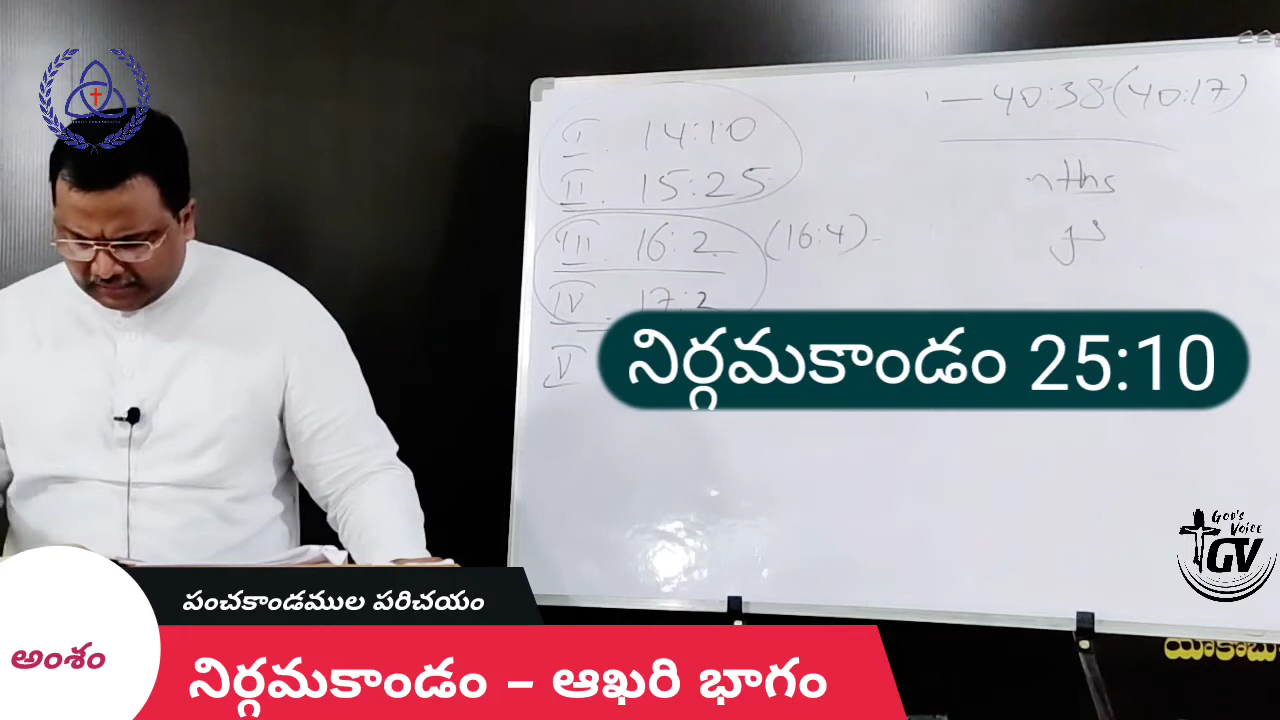 — 40:38 (40:17)
I. 14:10
II. 15:25
III. 16:2 (16:4)
IV. 17:2
V
nths
నిర్గమకాండం 25:10
GOD'S
VOICE
GV
పంచకాండముల పరిచయం
అంశం
నిర్గమకాండం – ఆఖరి భాగం